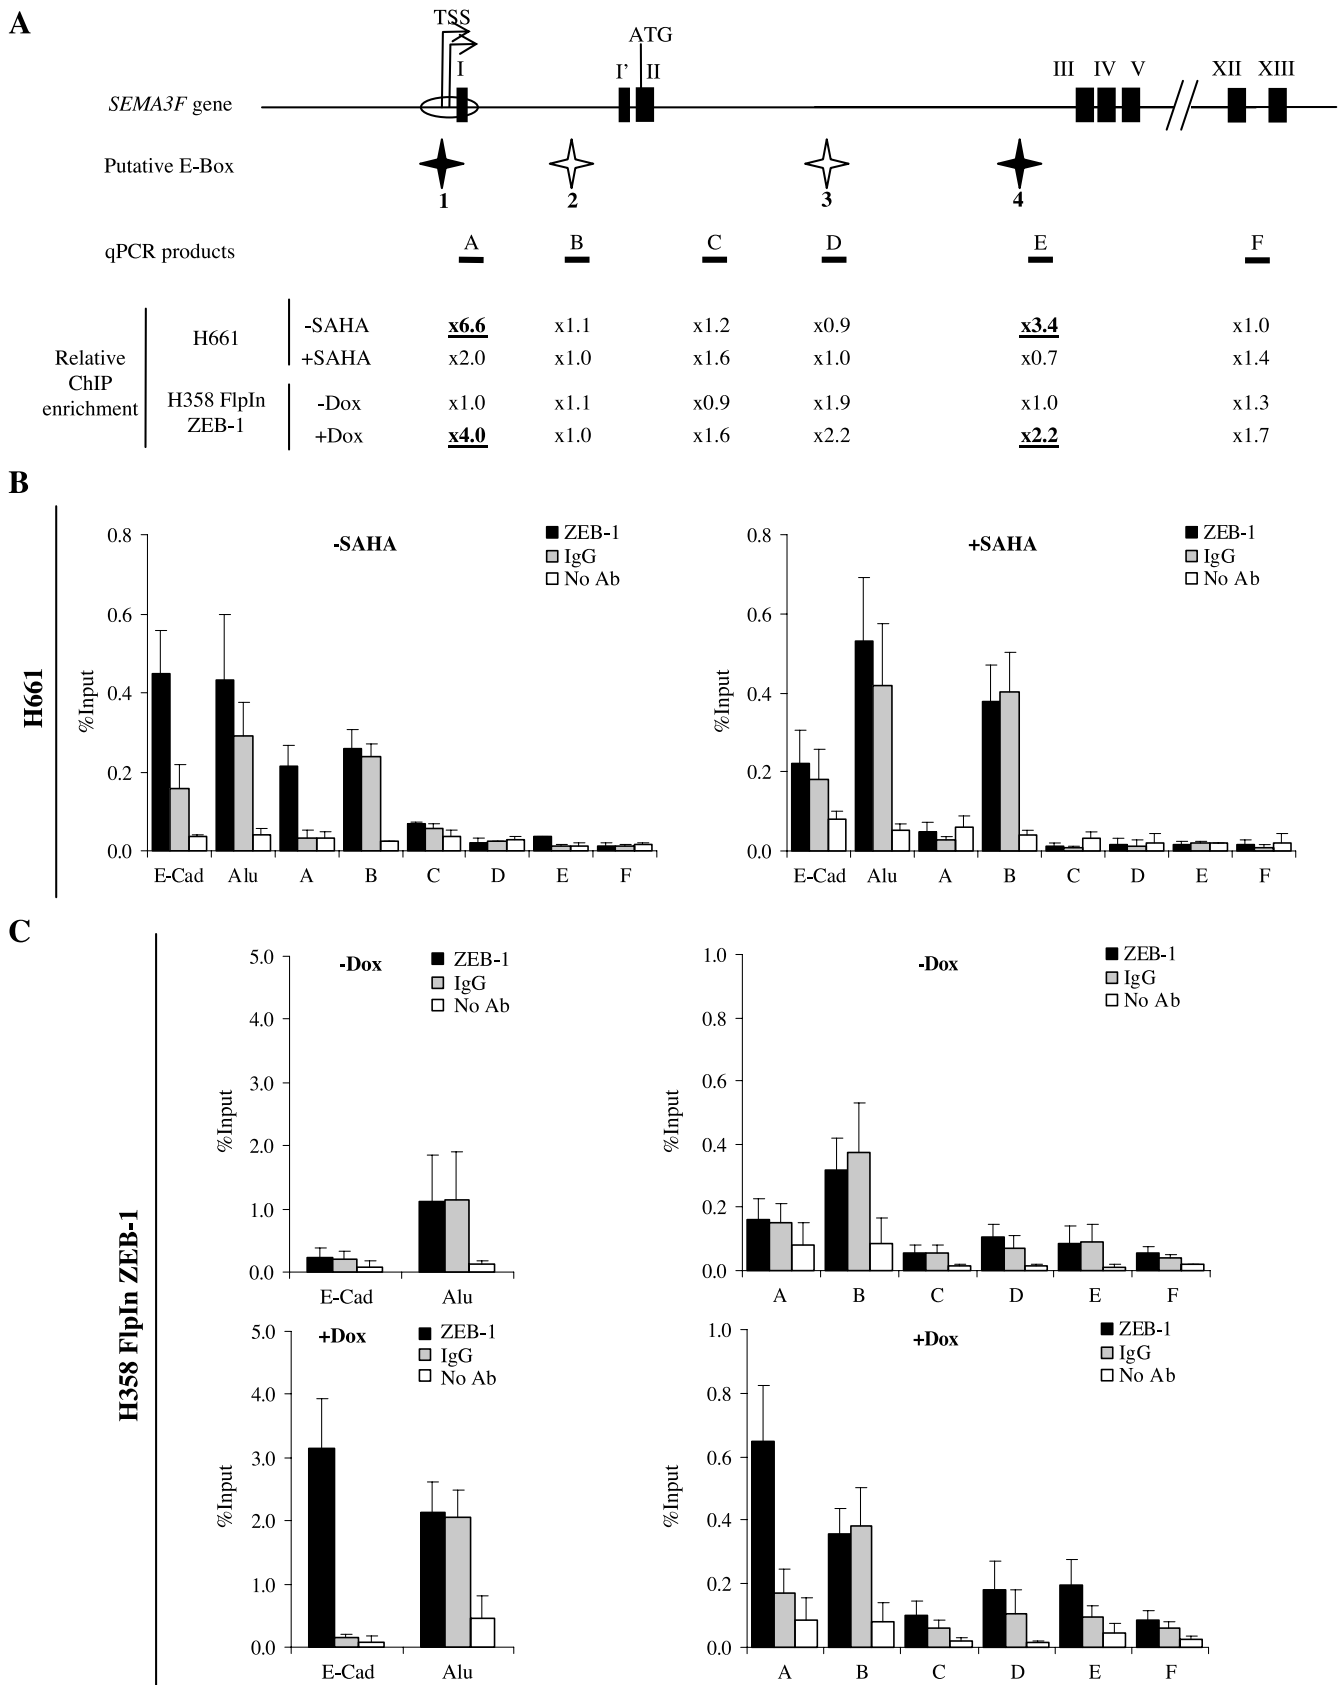 A
TSS
ATG
I I' II III IV V XII XIII
SEMA3F gene
Putative E-Box
1 2 3 4
qPCR products A B C D E F
Relative ChIP enrichment
H661
-SAHA x6.6 x1.1 x1.2 x0.9 x3.4 x1.0
+SAHA x2.0 x1.0 x1.6 x1.0 x0.7 x1.4
H358 FlpIn ZEB-1
-Dox x1.0 x1.1 x0.9 x1.9 x1.0 x1.3
+Dox x4.0 x1.0 x1.6 x2.2 x2.2 x1.7
B
H661
-SAHA
ZEB-1
IgG
No Ab
%Input
0.8
0.6
0.4
0.2
0.0
E-Cad Alu A B C D E F
+SAHA
ZEB-1
IgG
No Ab
%Input
0.8
0.6
0.4
0.2
0.0
E-Cad Alu A B C D E F
C
H358 FlpIn ZEB-1
-Dox
ZEB-1
IgG
No Ab
%Input
5.0
4.0
3.0
2.0
1.0
0.0
E-Cad Alu
-Dox
ZEB-1
IgG
No Ab
%Input
1.0
0.8
0.6
0.4
0.2
0.0
A B C D E F
+Dox
ZEB-1
IgG
No Ab
%Input
5.0
4.0
3.0
2.0
1.0
0.0
E-Cad Alu
+Dox
ZEB-1
IgG
No Ab
%Input
1.0
0.8
0.6
0.4
0.2
0.0
A B C D E F